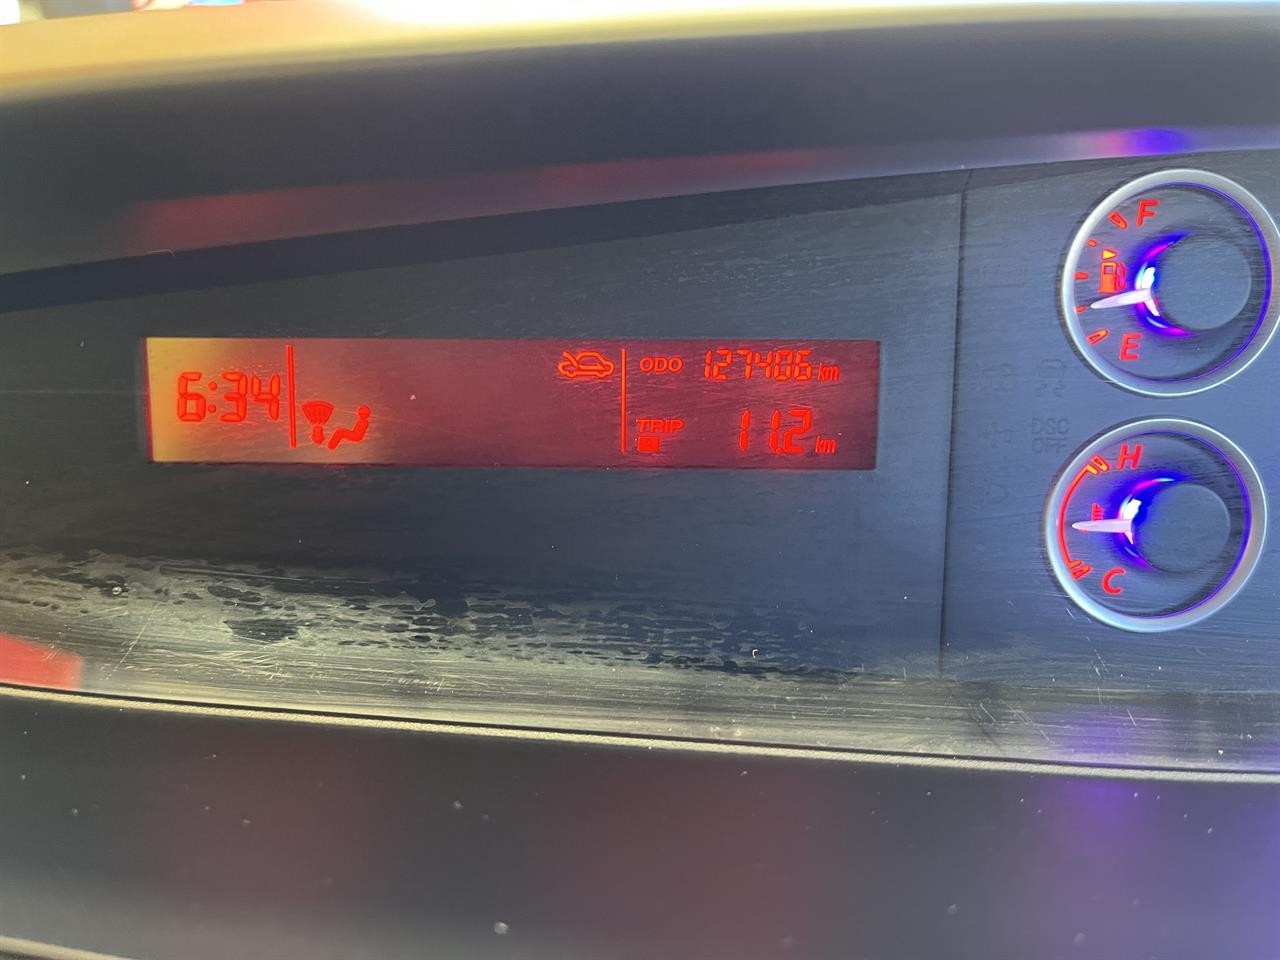 6:34
ODO 127406 km
TRIP A 11.2 km
F
E
DSC
OFF
H
C